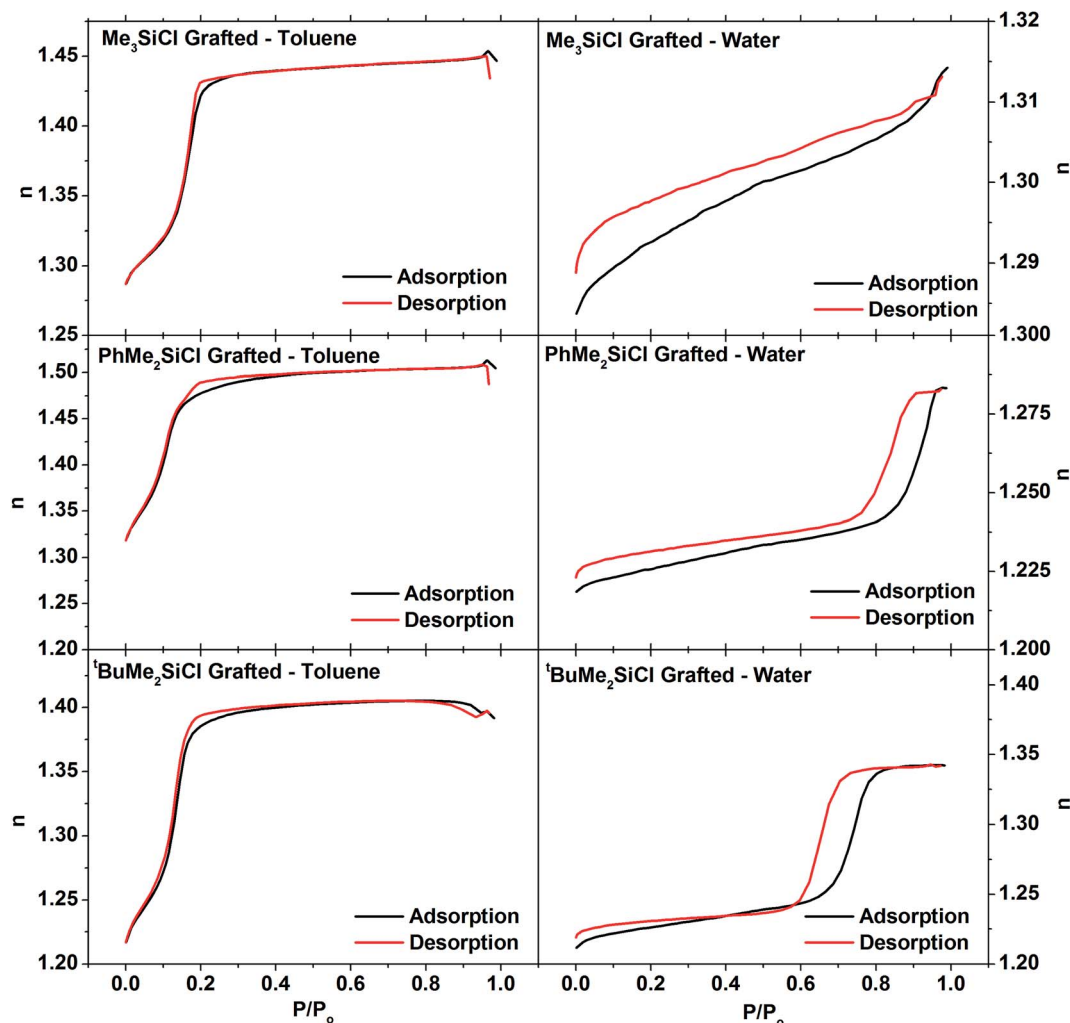 Me₃SiCl Grafted - Toluene
1.45
1.40
1.35
1.30
1.25
n
Adsorption
Desorption
Me₃SiCl Grafted - Water
1.32
1.31
1.30
1.29
1.300
n
Adsorption
Desorption
PhMe₂SiCl Grafted - Toluene
1.50
1.45
1.40
1.35
1.30
1.25
1.20
n
Adsorption
Desorption
PhMe₂SiCl Grafted - Water
1.275
1.250
1.225
1.200
n
Adsorption
Desorption
ᵗBuMe₂SiCl Grafted - Toluene
1.40
1.35
1.30
1.25
1.20
n
Adsorption
Desorption
0.0 0.2 0.4 0.6 0.8 1.0
P/Pₒ
ᵗBuMe₂SiCl Grafted - Water
1.40
1.35
1.30
1.25
1.20
n
Adsorption
Desorption
0.0 0.2 0.4 0.6 0.8 1.0
P/Pₒ